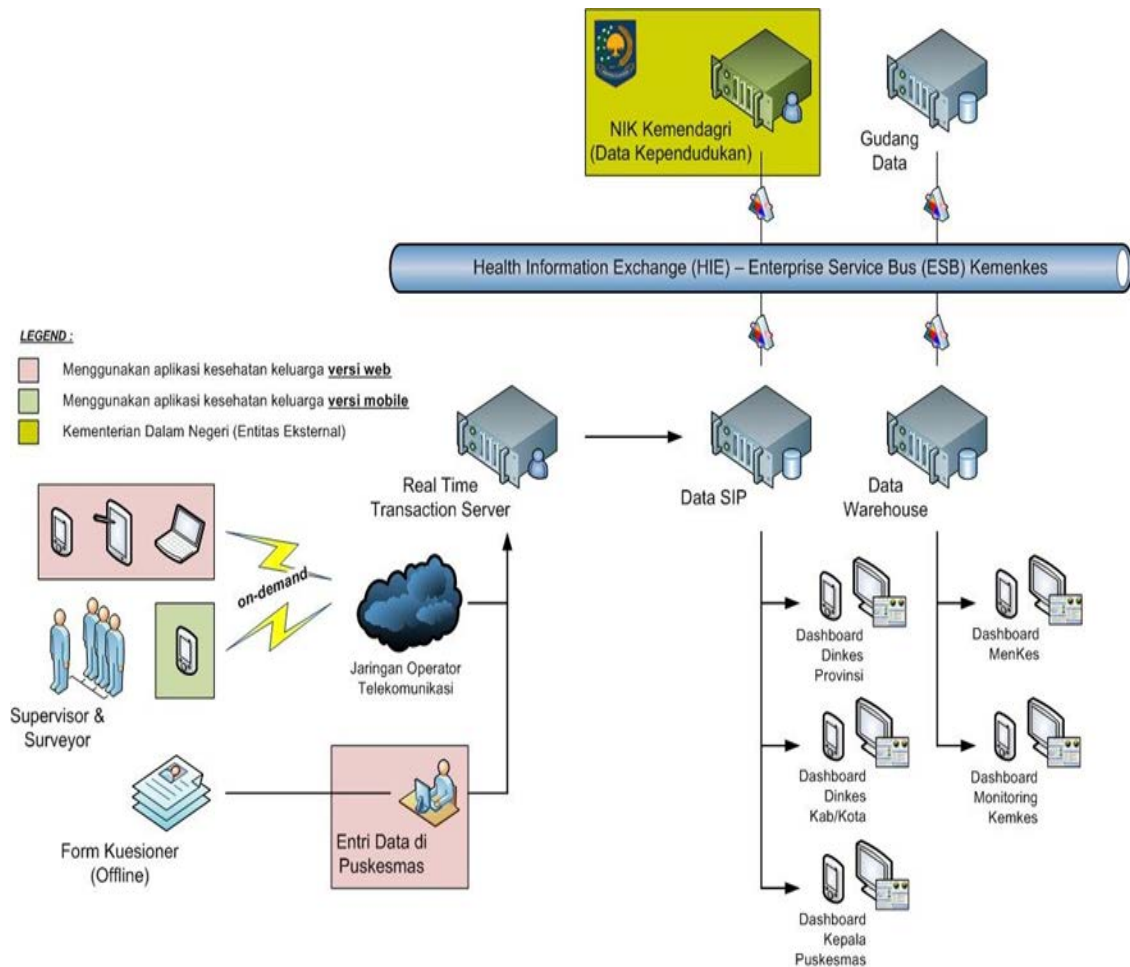 NIK Kemendagri
(Data Kependudukan)
Gudang
Data
Health Information Exchange (HIE) – Enterprise Service Bus (ESB) Kemenkes
LEGEND :
Menggunakan aplikasi kesehatan keluarga versi web
Menggunakan aplikasi kesehatan keluarga versi mobile
Kementerian Dalam Negeri (Entitas Eksternal)
Real Time
Transaction Server
Data SIP
Data
Warehouse
on-demand
Jaringan Operator
Telekomunikasi
Supervisor &
Surveyor
Form Kuesioner
(Offline)
Entri Data di
Puskesmas
Dashboard
Dinkes
Provinsi
Dashboard
MenKes
Dashboard
Dinkes
Kab/Kota
Dashboard
Monitoring
Kemkes
Dashboard
Kepala
Puskesmas